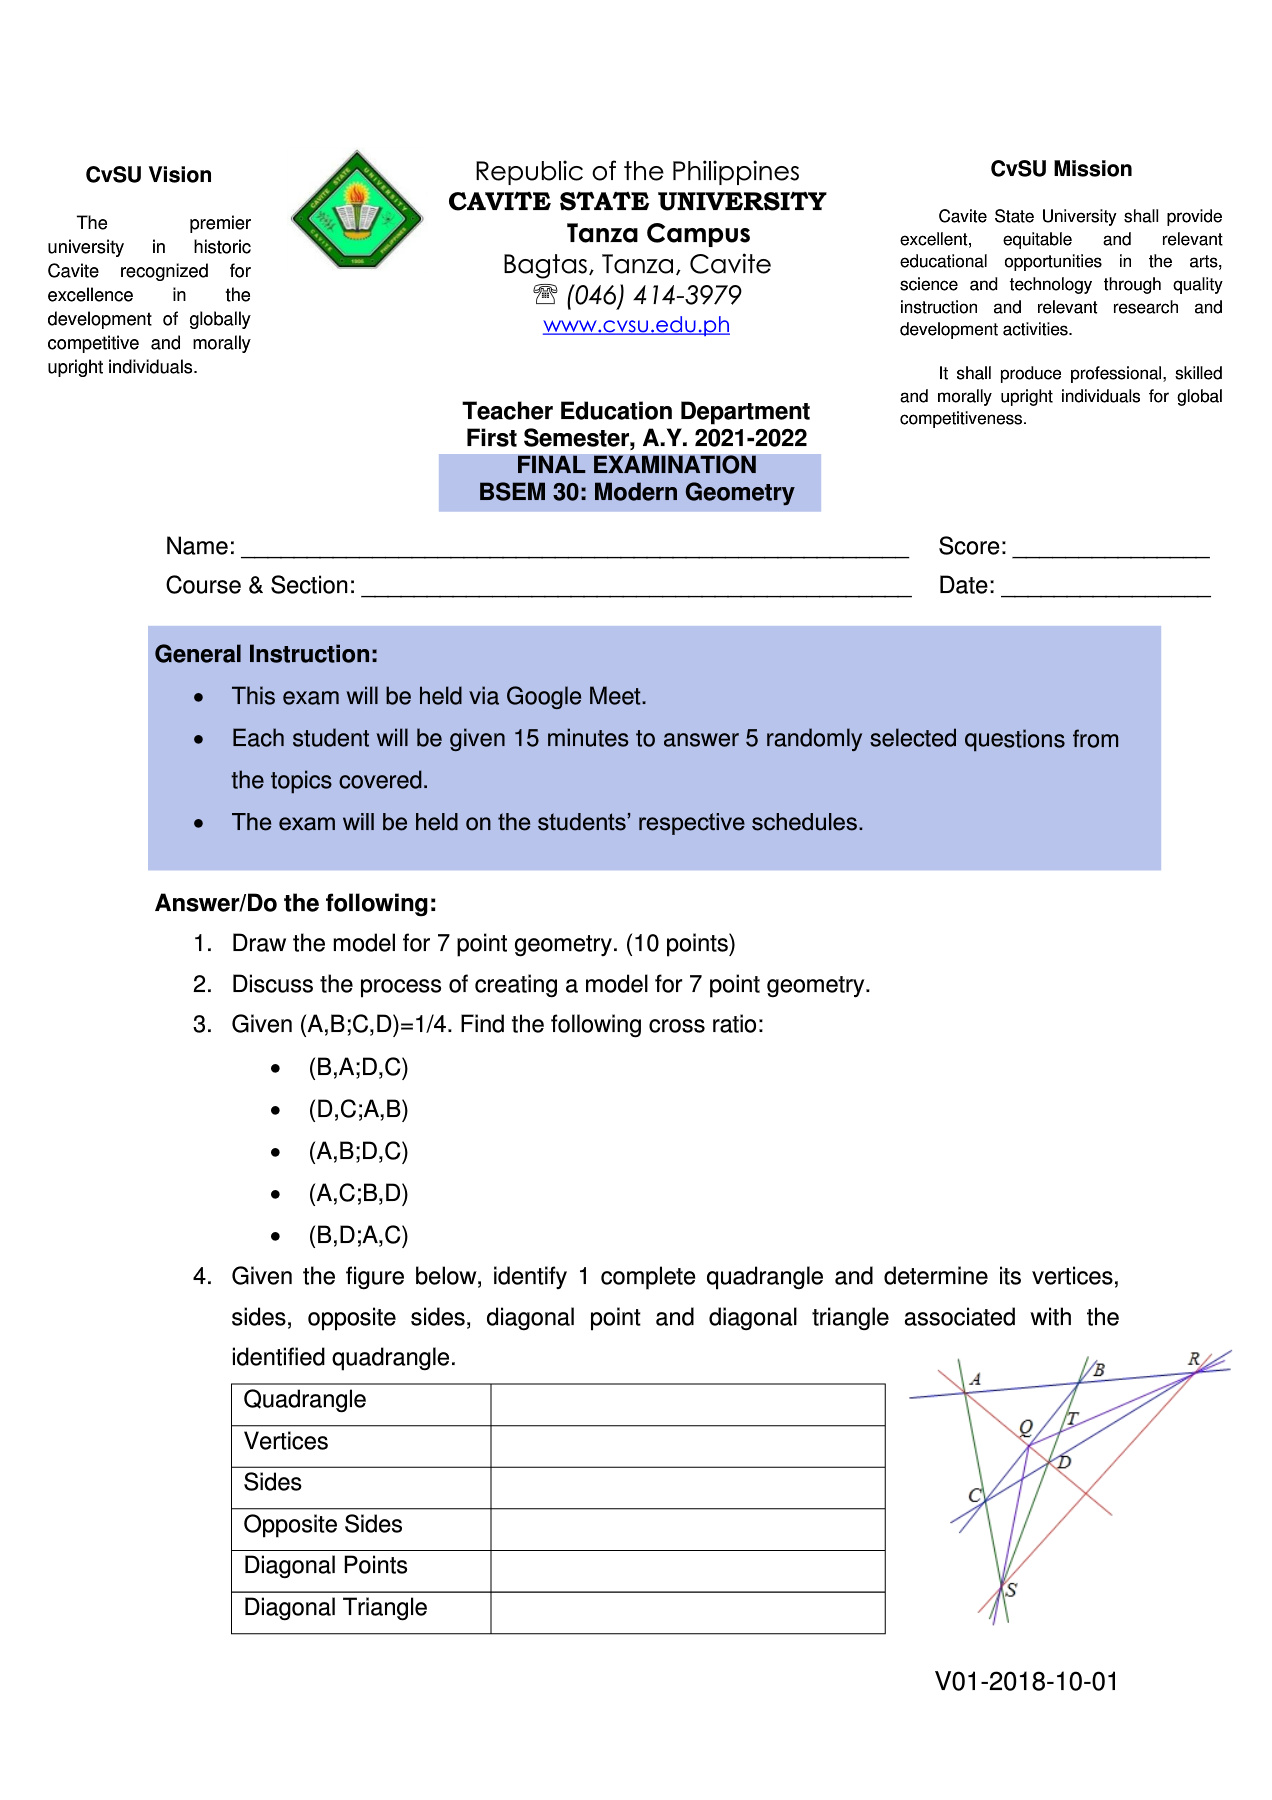 CvSU Vision
The premier
university in historic
Cavite recognized for
excellence in the
development of globally
competitive and morally
upright individuals.
CAVITE STATE UNIVERSITY
CAVITE
PHILIPPINES
1906
Republic of the Philippines
CAVITE STATE UNIVERSITY
Tanza Campus
Bagtas, Tanza, Cavite
☏ (046) 414-3979
www.cvsu.edu.ph
CvSU Mission
Cavite State University shall provide
excellent, equitable and relevant
educational opportunities in the arts,
science and technology through quality
instruction and relevant research and
development activities.
It shall produce professional, skilled
and morally upright individuals for global
competitiveness.
Teacher Education Department
First Semester, A.Y. 2021-2022
FINAL EXAMINATION
BSEM 30: Modern Geometry
Name: ______________________________ Score: ______________
Course & Section: ______________________________ Date: ______________
General Instruction:
• This exam will be held via Google Meet.
• Each student will be given 15 minutes to answer 5 randomly selected questions from
the topics covered.
• The exam will be held on the students’ respective schedules.
Answer/Do the following:
1. Draw the model for 7 point geometry. (10 points)
2. Discuss the process of creating a model for 7 point geometry.
3. Given (A,B;C,D)=1/4. Find the following cross ratio:
• (B,A;D,C)
• (D,C;A,B)
• (A,B;D,C)
• (A,C;B,D)
• (B,D;A,C)
4. Given the figure below, identify 1 complete quadrangle and determine its vertices,
sides, opposite sides, diagonal point and diagonal triangle associated with the
identified quadrangle.
Quadrangle
Vertices
Sides
Opposite Sides
Diagonal Points
Diagonal Triangle
A
B
R
Q
T
D
C
S
V01-2018-10-01